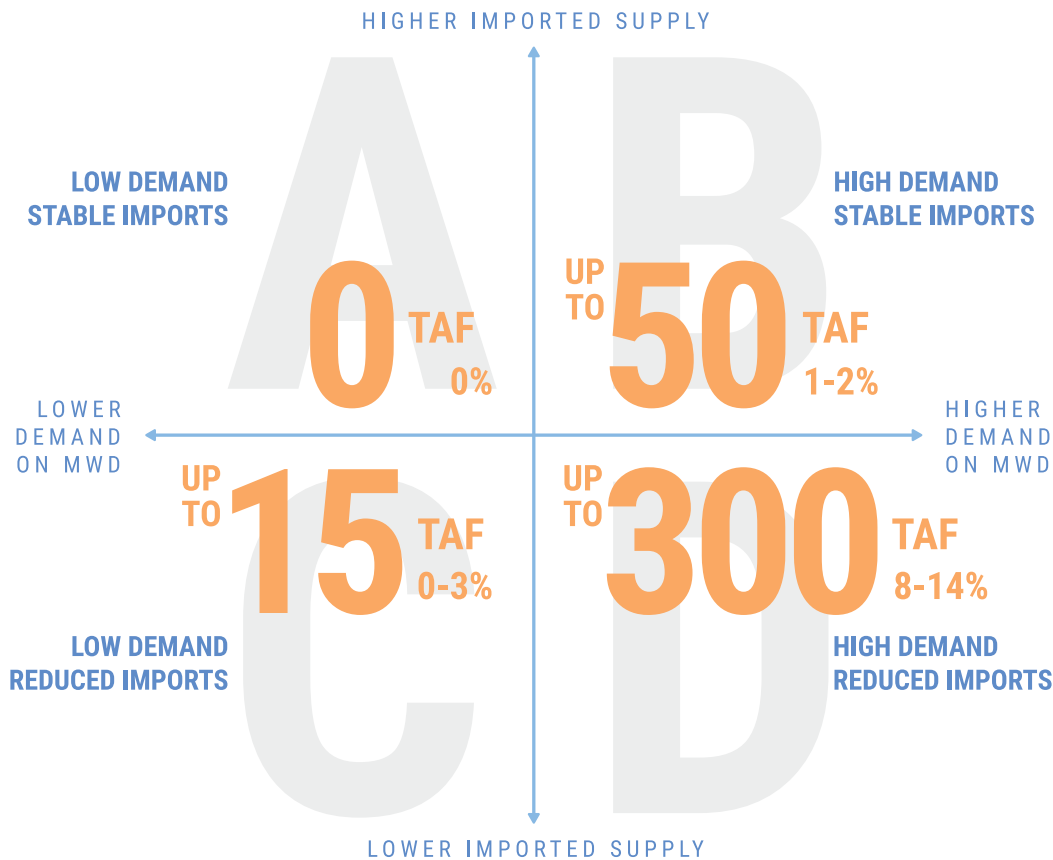 HIGHER IMPORTED SUPPLY
A
LOW DEMAND
STABLE IMPORTS
0 TAF
0%
B
HIGH DEMAND
STABLE IMPORTS
UP
TO
50 TAF
1-2%
LOWER
DEMAND
ON MWD
HIGHER
DEMAND
ON MWD
C
UP
TO
15 TAF
0-3%
LOW DEMAND
REDUCED IMPORTS
D
UP
TO
300 TAF
8-14%
HIGH DEMAND
REDUCED IMPORTS
LOWER IMPORTED SUPPLY